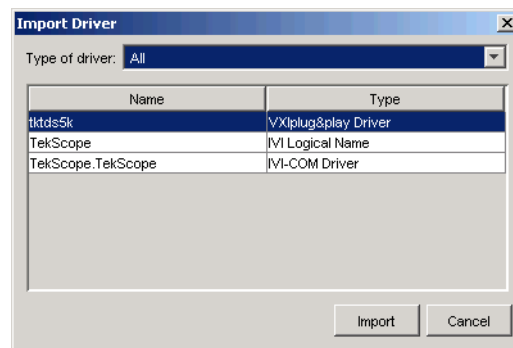 Import Driver
Type of driver: All
Name Type
tktds5k VXIplug&play Driver
TekScope IVI Logical Name
TekScope.TekScope IVI-COM Driver
Import Cancel